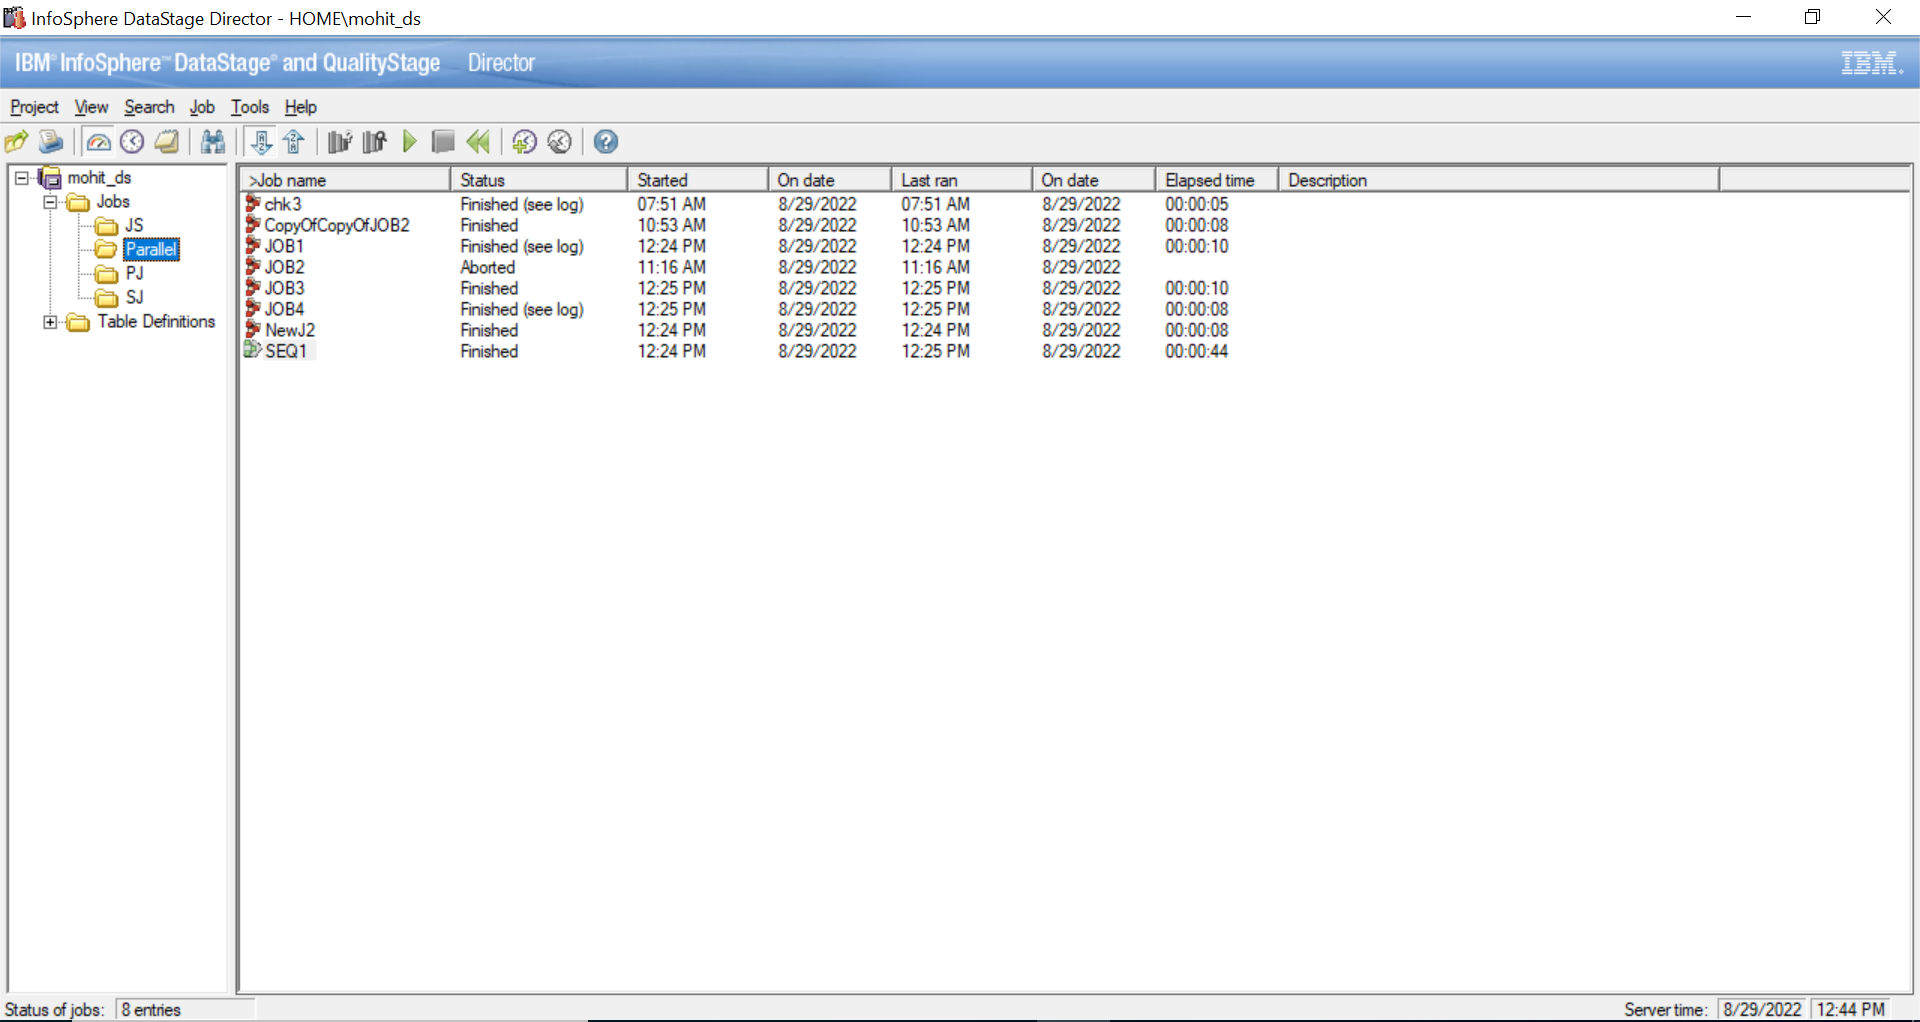 InfoSphere DataStage Director - HOME\mohit_ds
IBM® InfoSphere™ DataStage® and QualityStage Director IBM.
Project View Search Job Tools Help
mohit_ds
Jobs
JS
Parallel
PJ
SJ
Table Definitions
>Job name Status Started On date Last ran On date Elapsed time Description
chk3 Finished (see log) 07:51 AM 8/29/2022 07:51 AM 8/29/2022 00:00:05
CopyOfCopyOfJOB2 Finished 10:53 AM 8/29/2022 10:53 AM 8/29/2022 00:00:08
JOB1 Finished (see log) 12:24 PM 8/29/2022 12:24 PM 8/29/2022 00:00:10
JOB2 Aborted 11:16 AM 8/29/2022 11:16 AM 8/29/2022
JOB3 Finished 12:25 PM 8/29/2022 12:25 PM 8/29/2022 00:00:10
JOB4 Finished (see log) 12:25 PM 8/29/2022 12:25 PM 8/29/2022 00:00:08
NewJ2 Finished 12:24 PM 8/29/2022 12:24 PM 8/29/2022 00:00:08
SEQ1 Finished 12:24 PM 8/29/2022 12:25 PM 8/29/2022 00:00:44
Status of jobs: 8 entries Server time: 8/29/2022 12:44 PM